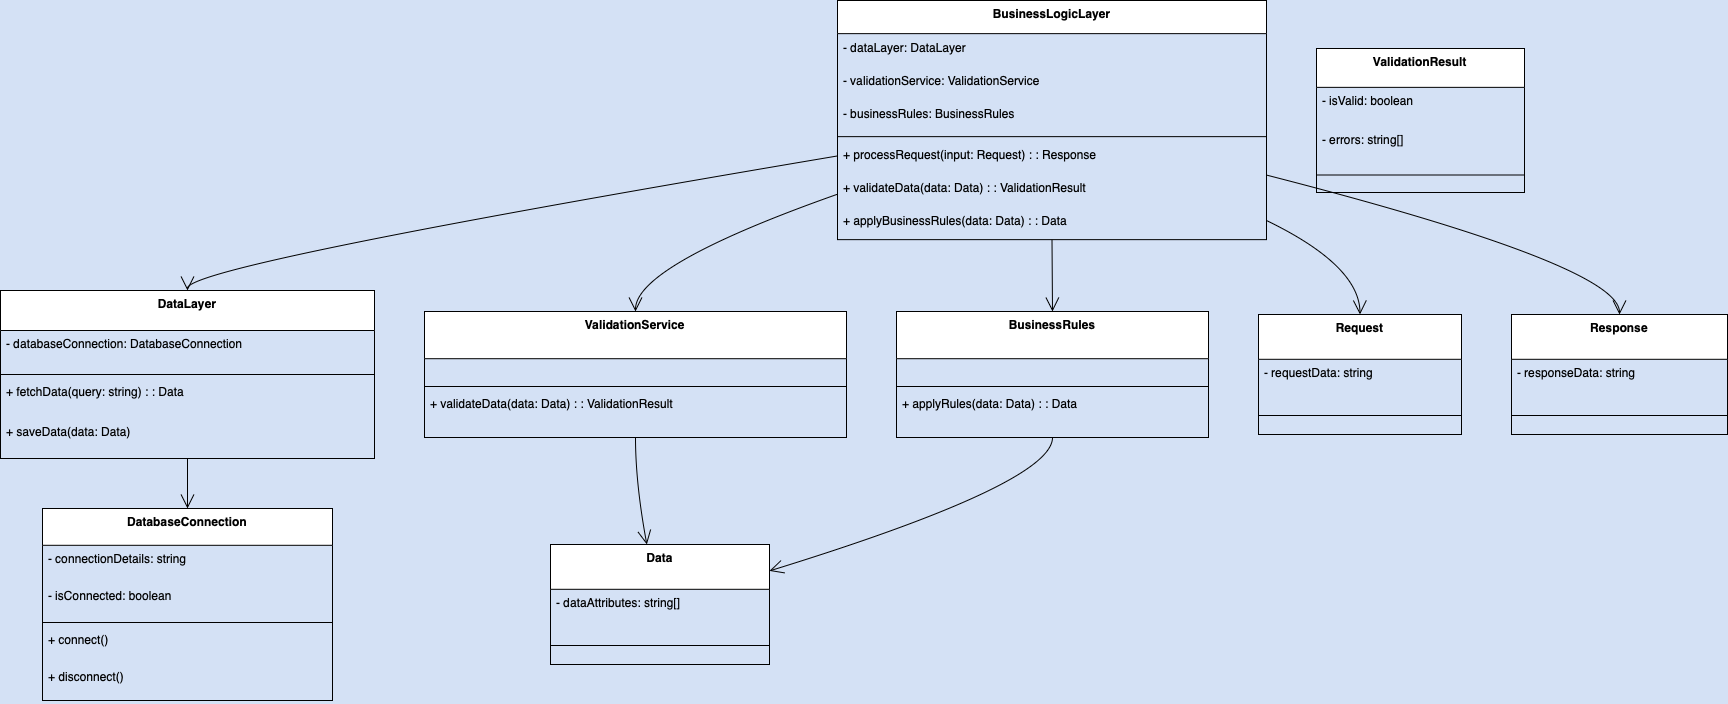 BusinessLogicLayer
- dataLayer: DataLayer
- validationService: ValidationService
- businessRules: BusinessRules
+ processRequest(input: Request) : : Response
+ validateData(data: Data) : : ValidationResult
+ applyBusinessRules(data: Data) : : Data
ValidationResult
- isValid: boolean
- errors: string[]
DataLayer
- databaseConnection: DatabaseConnection
+ fetchData(query: string) : : Data
+ saveData(data: Data)
ValidationService
+ validateData(data: Data) : : ValidationResult
BusinessRules
+ applyRules(data: Data) : : Data
Request
- requestData: string
Response
- responseData: string
DatabaseConnection
- connectionDetails: string
- isConnected: boolean
+ connect()
+ disconnect()
Data
- dataAttributes: string[]